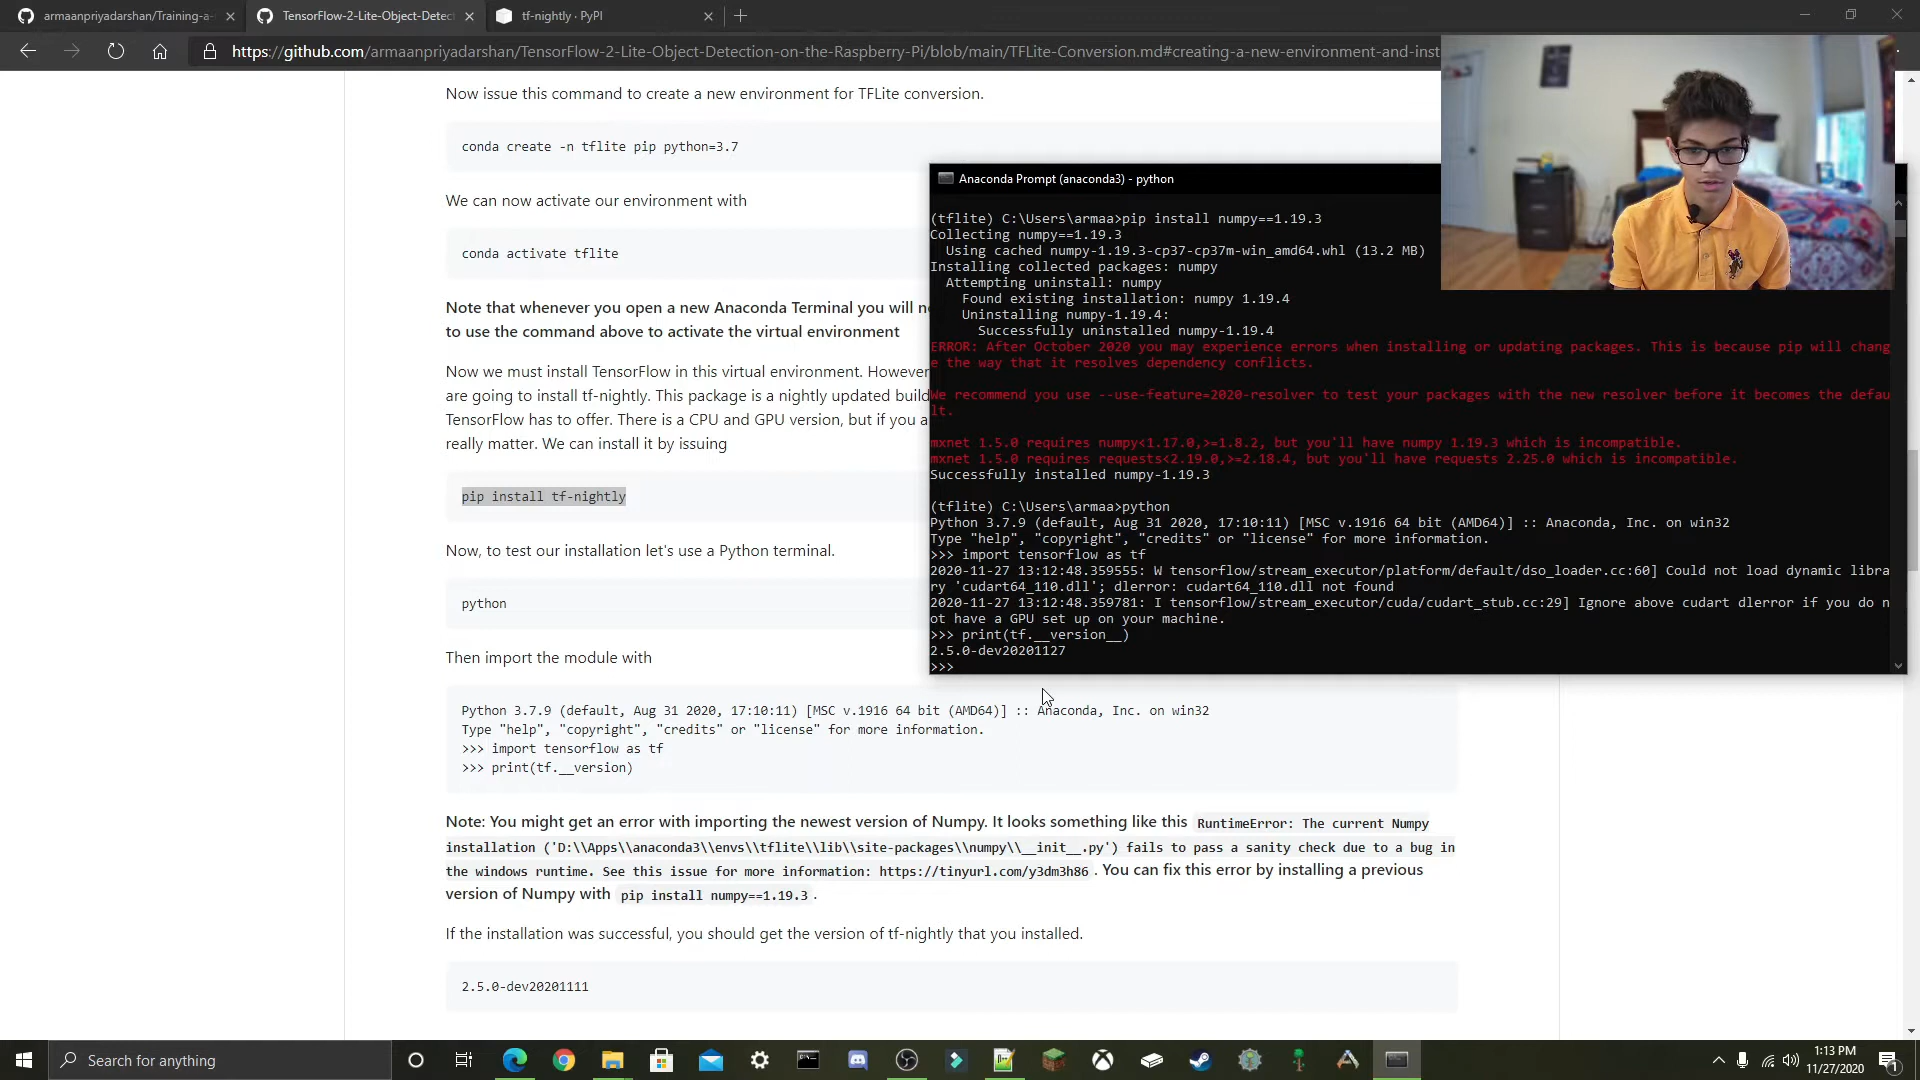 armaanpriyadarshan/Training-a-
TensorFlow-2-Lite-Object-Detect
tf-nightly · PyPI
https://github.com/armaanpriyadarshan/TensorFlow-2-Lite-Object-Detection-on-the-Raspberry-Pi/blob/main/TFLite-Conversion.md#creating-a-new-environment-and-inst
Now issue this command to create a new environment for TFLite conversion.
conda create -n tflite pip python=3.7
We can now activate our environment with
conda activate tflite
Note that whenever you open a new Anaconda Terminal you will ne
to use the command above to activate the virtual environment
Now we must install TensorFlow in this virtual environment. However
are going to install tf-nightly. This package is a nightly updated build
TensorFlow has to offer. There is a CPU and GPU version, but if you a
really matter. We can install it by issuing
pip install tf-nightly
Now, to test our installation let's use a Python terminal.
python
Then import the module with
Python 3.7.9 (default, Aug 31 2020, 17:10:11) [MSC v.1916 64 bit (AMD64)] :: Anaconda, Inc. on win32
Type "help", "copyright", "credits" or "license" for more information.
>>> import tensorflow as tf
>>> print(tf.__version)
Note: You might get an error with importing the newest version of Numpy. It looks something like this RuntimeError: The current Numpy
installation ('D:\\Apps\\anaconda3\\envs\\tflite\\lib\\site-packages\\numpy\\__init__.py') fails to pass a sanity check due to a bug in
the windows runtime. See this issue for more information: https://tinyurl.com/y3dm3h86 . You can fix this error by installing a previous
version of Numpy with pip install numpy==1.19.3 .
If the installation was successful, you should get the version of tf-nightly that you installed.
2.5.0-dev20201111
Anaconda Prompt (anaconda3) - python
(tflite) C:\Users\armaa>pip install numpy==1.19.3
Collecting numpy==1.19.3
Using cached numpy-1.19.3-cp37-cp37m-win_amd64.whl (13.2 MB)
Installing collected packages: numpy
Attempting uninstall: numpy
Found existing installation: numpy 1.19.4
Uninstalling numpy-1.19.4:
Successfully uninstalled numpy-1.19.4
ERROR: After October 2020 you may experience errors when installing or updating packages. This is because pip will chang
e the way that it resolves dependency conflicts.
We recommend you use --use-feature=2020-resolver to test your packages with the new resolver before it becomes the defau
lt.
mxnet 1.5.0 requires numpy<1.17.0,>=1.8.2, but you'll have numpy 1.19.3 which is incompatible.
mxnet 1.5.0 requires requests<2.19.0,>=2.18.4, but you'll have requests 2.25.0 which is incompatible.
Successfully installed numpy-1.19.3
(tflite) C:\Users\armaa>python
Python 3.7.9 (default, Aug 31 2020, 17:10:11) [MSC v.1916 64 bit (AMD64)] :: Anaconda, Inc. on win32
Type "help", "copyright", "credits" or "license" for more information.
>>> import tensorflow as tf
2020-11-27 13:12:48.359555: W tensorflow/stream_executor/platform/default/dso_loader.cc:60] Could not load dynamic libra
ry 'cudart64_110.dll'; dlerror: cudart64_110.dll not found
2020-11-27 13:12:48.359781: I tensorflow/stream_executor/cuda/cudart_stub.cc:29] Ignore above cudart dlerror if you do n
ot have a GPU set up on your machine.
>>> print(tf.__version__)
2.5.0-dev20201127
>>>
Search for anything
1:13 PM
11/27/2020
1